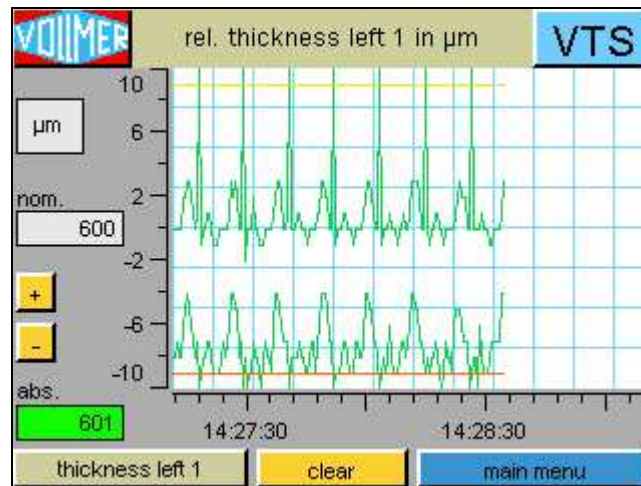 VOLLMER
rel. thickness left 1 in µm
VTS
10
µm
6
nom.
2
600
-2
+
-6
-
-10
abs.
601
14:27:30
14:28:30
thickness left 1
clear
main menu